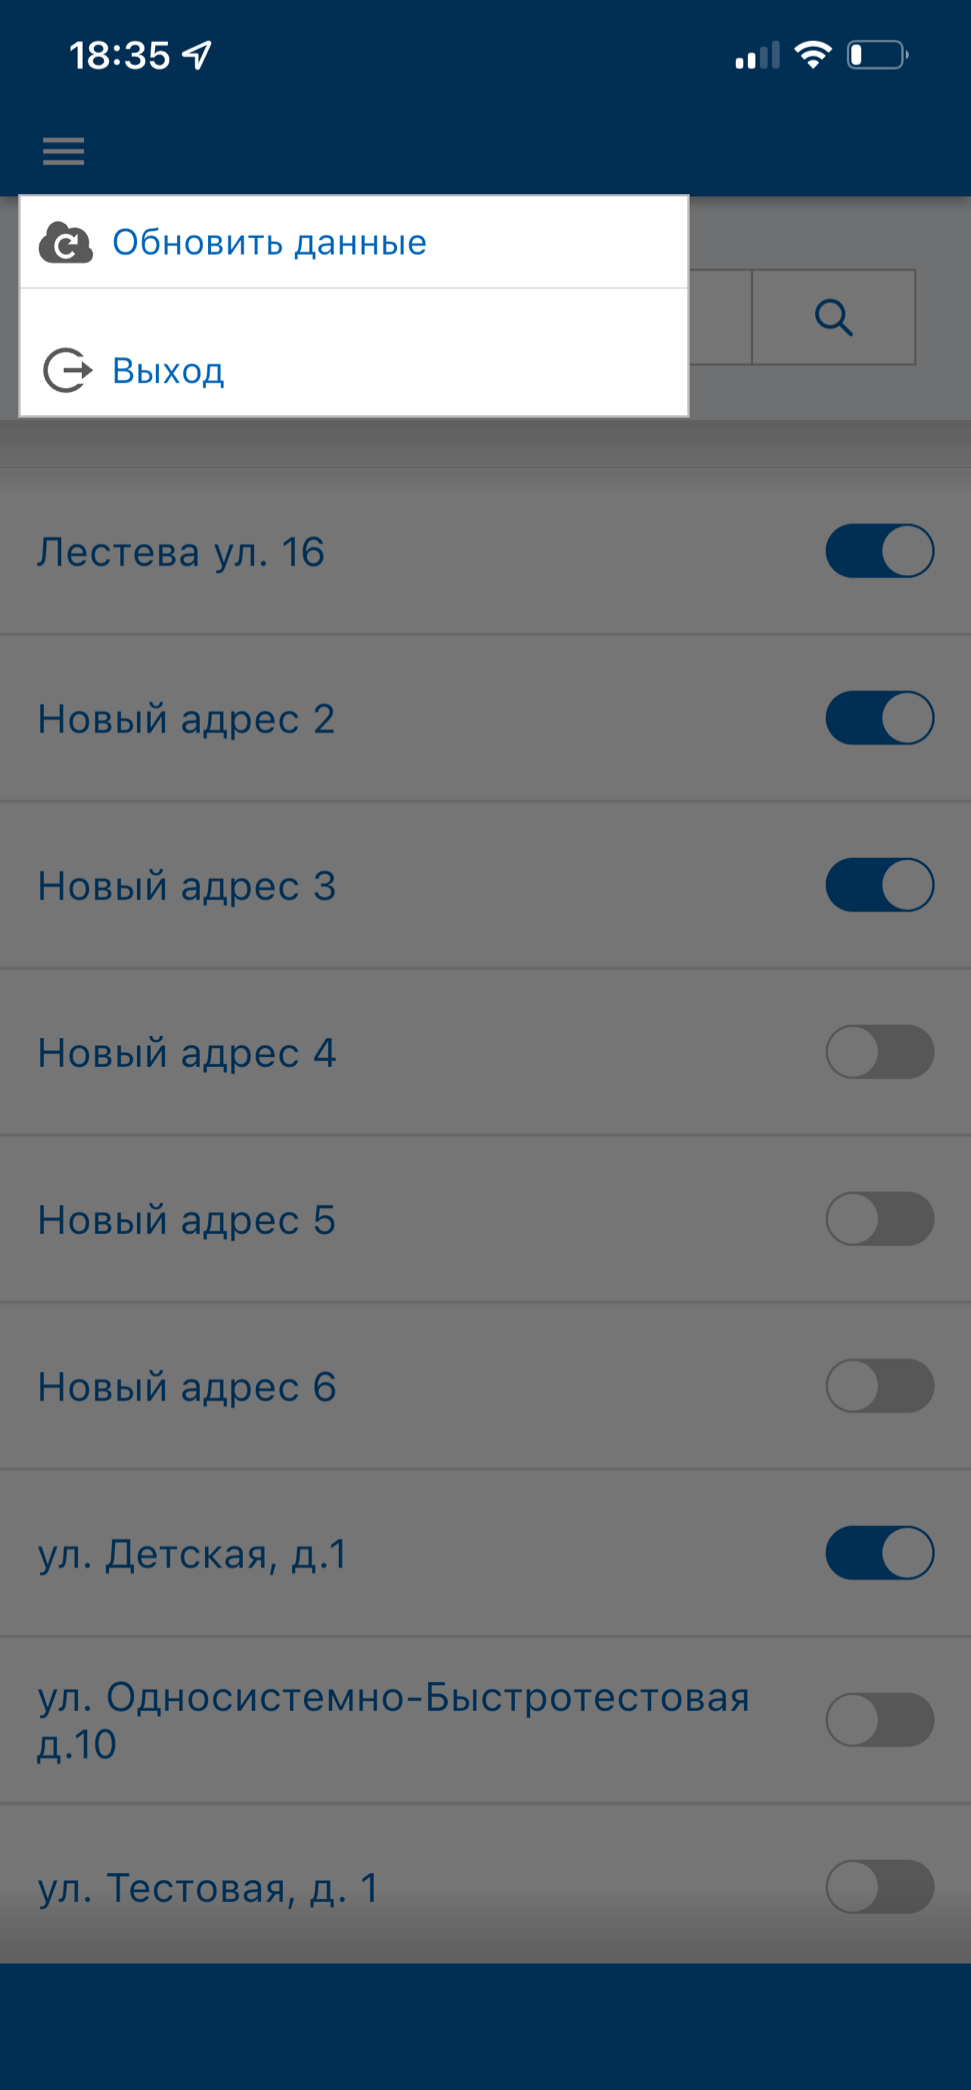 18:35
Обновить данные
Выход
Лестева ул. 16
Новый адрес 2
Новый адрес 3
Новый адрес 4
Новый адрес 5
Новый адрес 6
ул. Детская, д.1
ул. Односистемно-Быстротестовая
д.10
ул. Тестовая, д. 1